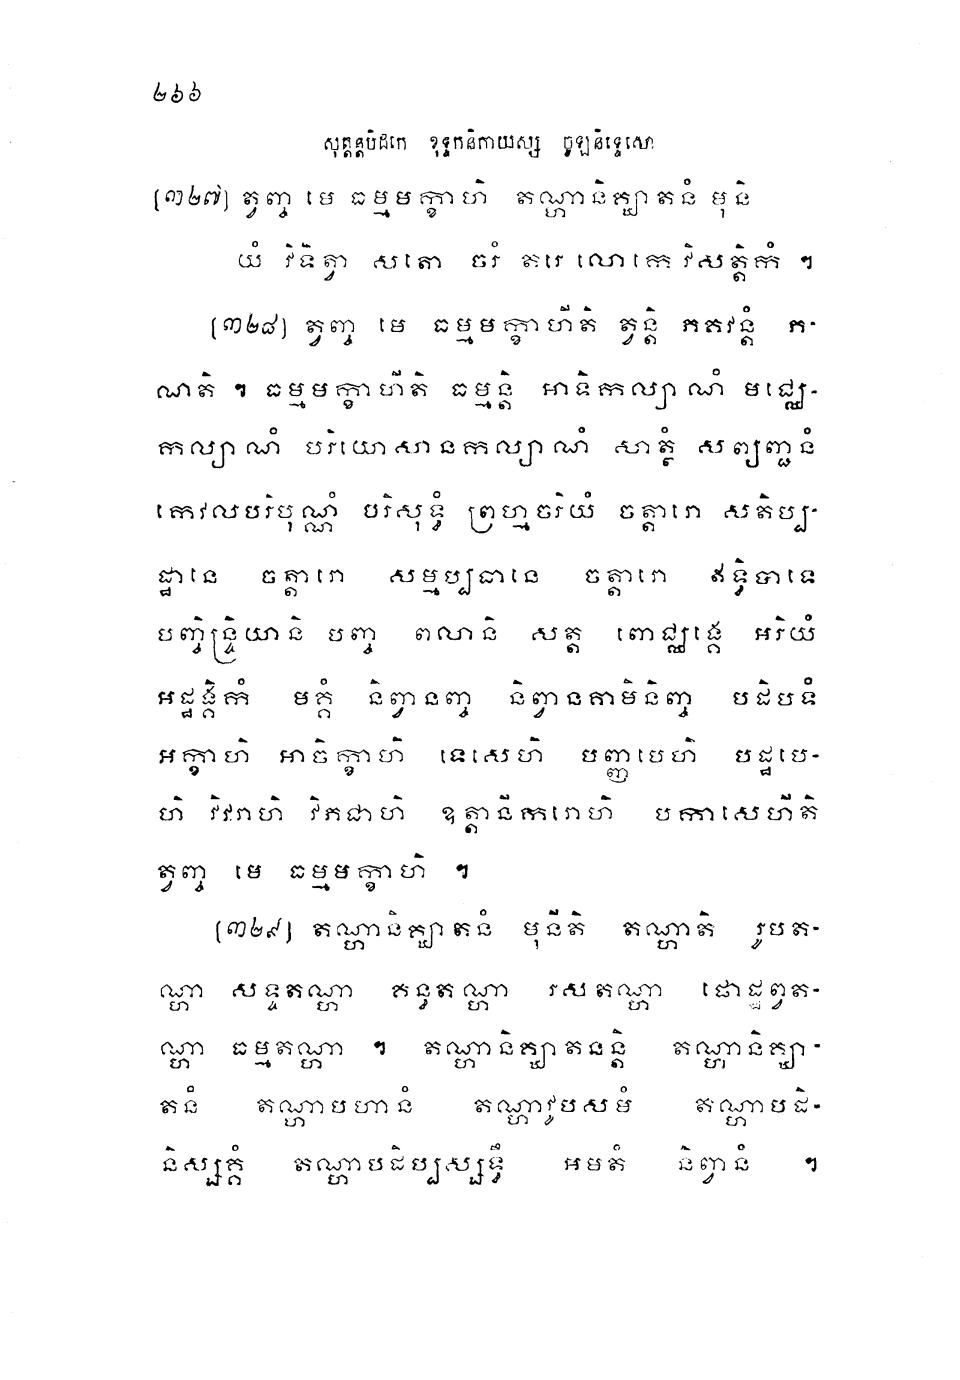 ២៦៦
សុត្តន្តបិដកេ ខុទ្ទកនិកាយស្ស ចូឡនិទ្ទេសោ
(៣២៧) ត្វញ្ច មេ ធម្មមក្ខាហិ តណ្ហានិក្ឃាតនំ មុនិ
យំ វិទិត្វា សតោ ចរំ តរេ លោកេ វិសត្តិកំ ។
(៣២៨) ត្វញ្ច មេ ធម្មមក្ខាហីតិ ត្វន្តិ ភគវន្តំ ភ-
ណាតិ ។ ធម្មមក្ខាហីតិ ធម្មន្តិ អាទិកល្យាណំ មជ្ឈេ-
កល្យាណំ បរិយោសានកល្យាណំ សាត្ថំ សព្យញ្ជនំ
កេវលបរិបុណ្ណំ បរិសុទ្ធំ ព្រហ្មចរិយំ ចត្តារោ សតិប្ប-
ដ្ឋានេ ចត្តារោ សម្មប្បធានេ ចត្តារោ ឥទ្ធិបាទេ
បញ្ចិន្ទ្រិយានិ បញ្ច ពលានិ សត្ត ពោជ្ឈង្គេ អរិយំ
អដ្ឋង្គិកំ មគ្គំ និព្វានញ្ច និព្វានគាមិនិញ្ច បដិបទំ
អក្ខាហិ អាចិក្ខាហិ ទេសេហិ បញ្ញបេហិ បដ្ឋបេ-
ហិ វិវរាហិ វិភជាហិ ឧត្តានីករោហិ បកាសេហីតិ
ត្វញ្ច មេ ធម្មមក្ខាហិ ។
(៣២៩) តណ្ហានិក្ឃាតនំ មុនីតិ តណ្ហាតិ រូបត-
ណ្ហា សទ្ទតណ្ហា គន្ធតណ្ហា រសតណ្ហា ផោដ្ឋព្វត-
ណ្ហា ធម្មតណ្ហា ។ តណ្ហានិក្ឃាតនន្តិ តណ្ហានិក្ឃា-
តនំ តណ្ហាបហានំ តណ្ហាវូបសមំ តណ្ហាបដិ-
និស្សគ្គំ តណ្ហាបដិប្បស្សទ្ធឹ អមតំ និព្វានំ ។